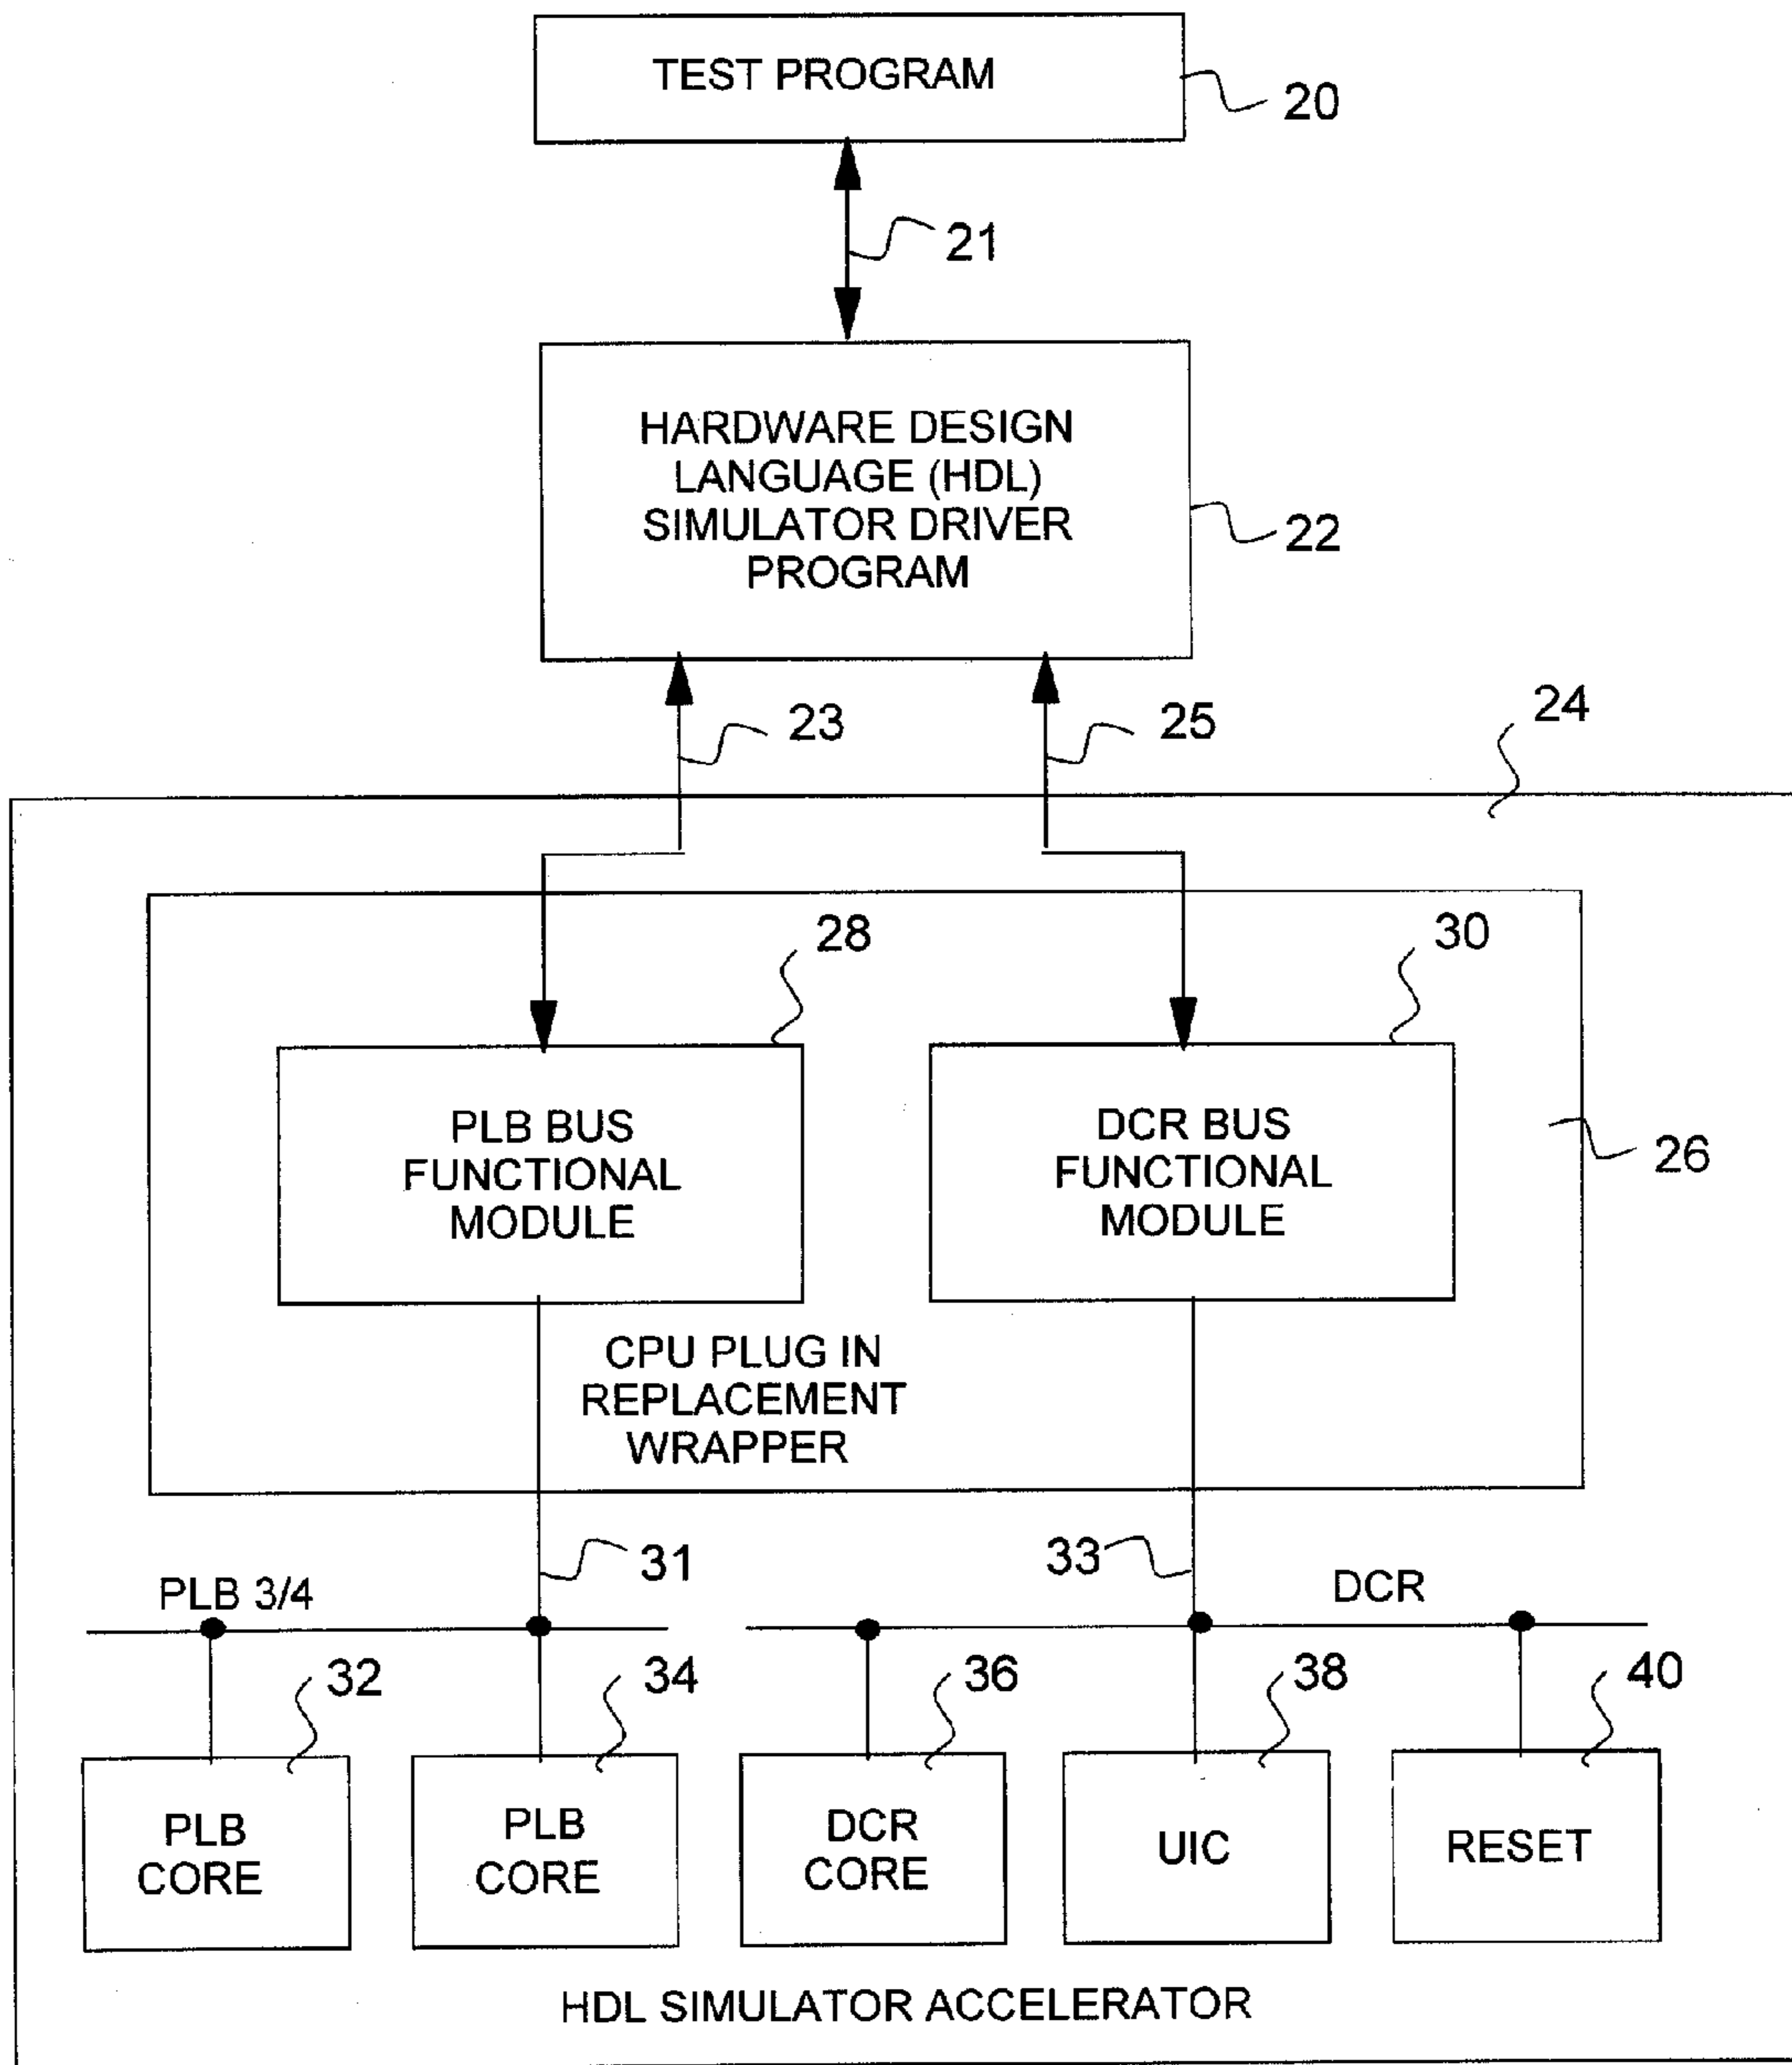 TEST PROGRAM
20
21
HARDWARE DESIGN
LANGUAGE (HDL)
SIMULATOR DRIVER
PROGRAM
22
23
25
24
28
30
PLB BUS
FUNCTIONAL
MODULE
DCR BUS
FUNCTIONAL
MODULE
26
CPU PLUG IN
REPLACEMENT
WRAPPER
31
33
PLB 3/4
DCR
32
34
36
38
40
PLB
CORE
PLB
CORE
DCR
CORE
UIC
RESET
HDL SIMULATOR ACCELERATOR